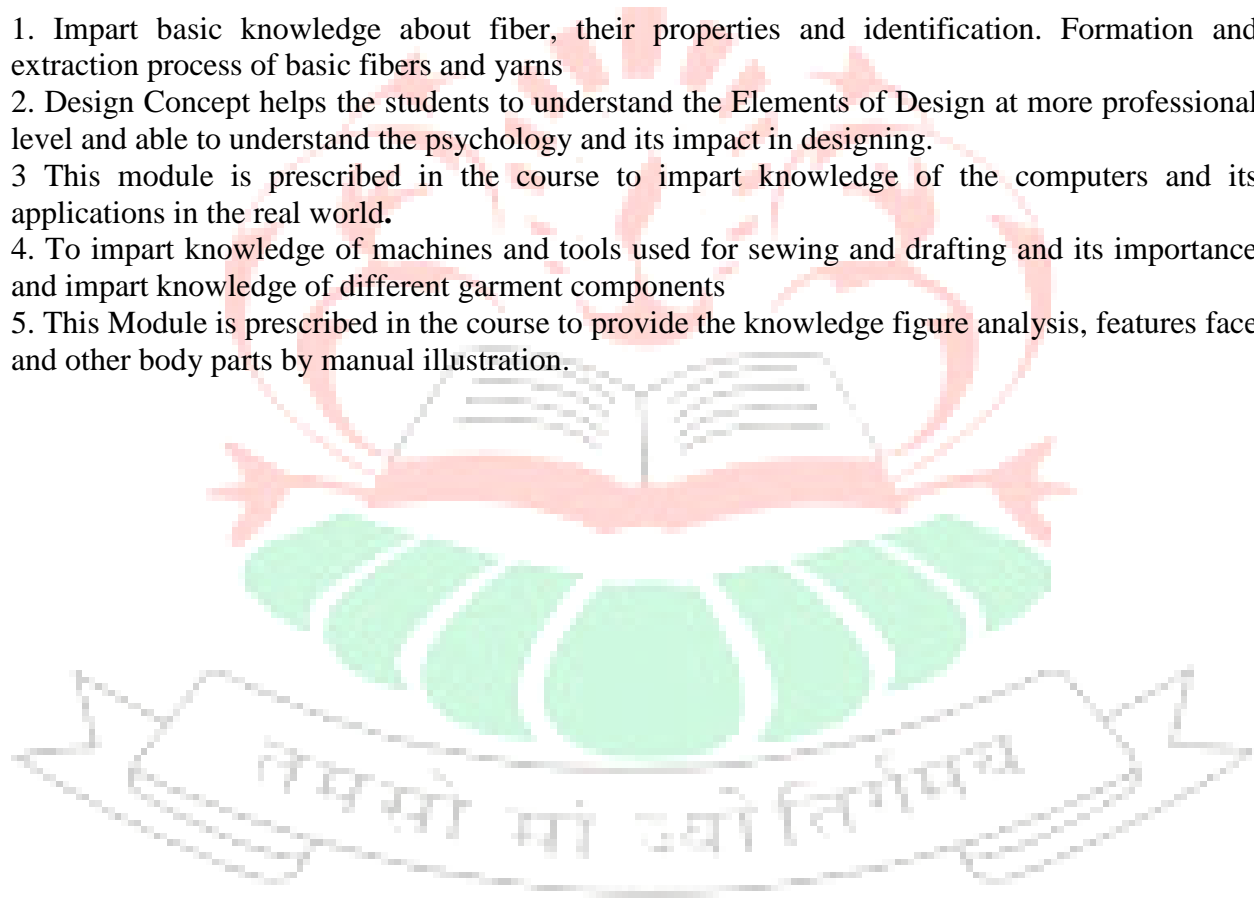 1. Impart basic knowledge about fiber, their properties and identification. Formation and
extraction process of basic fibers and yarns
2. Design Concept helps the students to understand the Elements of Design at more professional
level and able to understand the psychology and its impact in designing.
3 This module is prescribed in the course to impart knowledge of the computers and its
applications in the real world.
4. To impart knowledge of machines and tools used for sewing and drafting and its importance
and impart knowledge of different garment components
5. This Module is prescribed in the course to provide the knowledge figure analysis, features face
and other body parts by manual illustration.
तमसो मा ज्योतिर्गमय